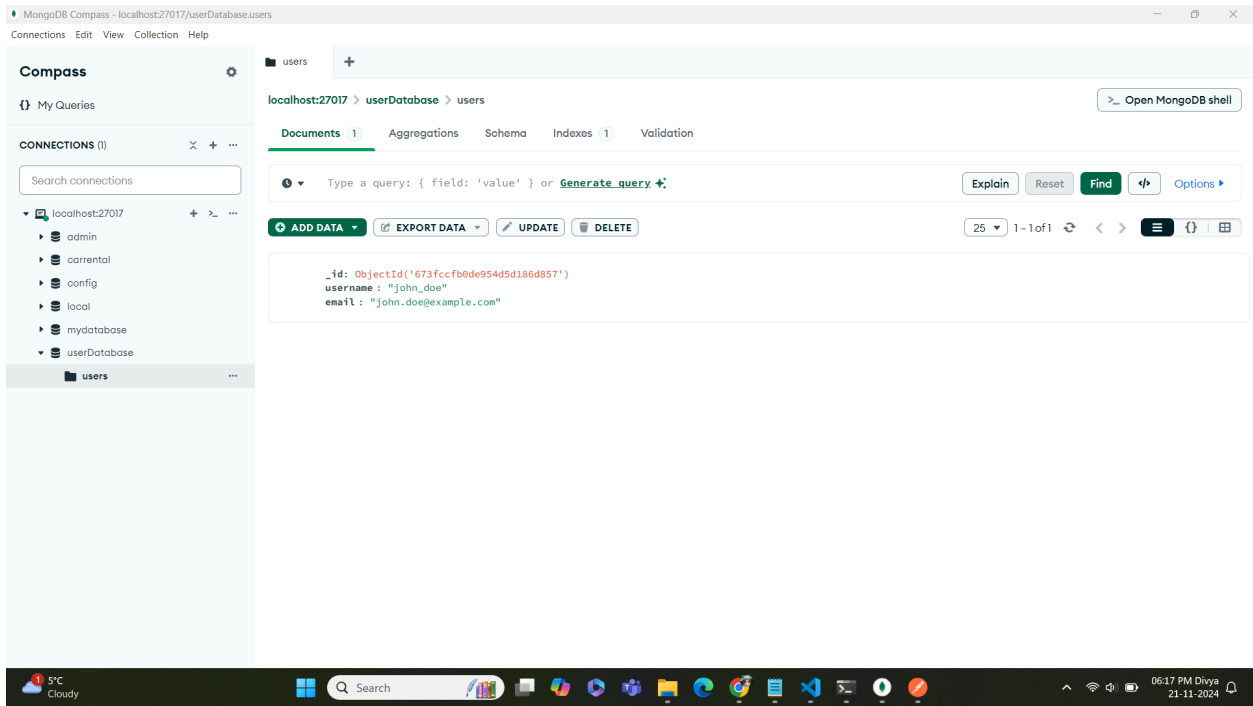 MongoDB Compass - localhost:27017/userDatabase.users
Connections Edit View Collection Help
Compass
{} My Queries
CONNECTIONS (1)
Search connections
localhost:27017
admin
carrental
config
local
mydatabase
userDatabase
users
users
localhost:27017 > userDatabase > users
>_ Open MongoDB shell
Documents 1 Aggregations Schema Indexes 1 Validation
Type a query: { field: 'value' } or Generate query
Explain Reset Find </> Options
ADD DATA EXPORT DATA UPDATE DELETE
25 1 – 1 of 1 {}
_id: ObjectId('673fccfb0de954d5d186d857')
username : "john_doe"
email : "john.doe@example.com"
1 5°C
Cloudy
Search
06:17 PM Divya
21-11-2024